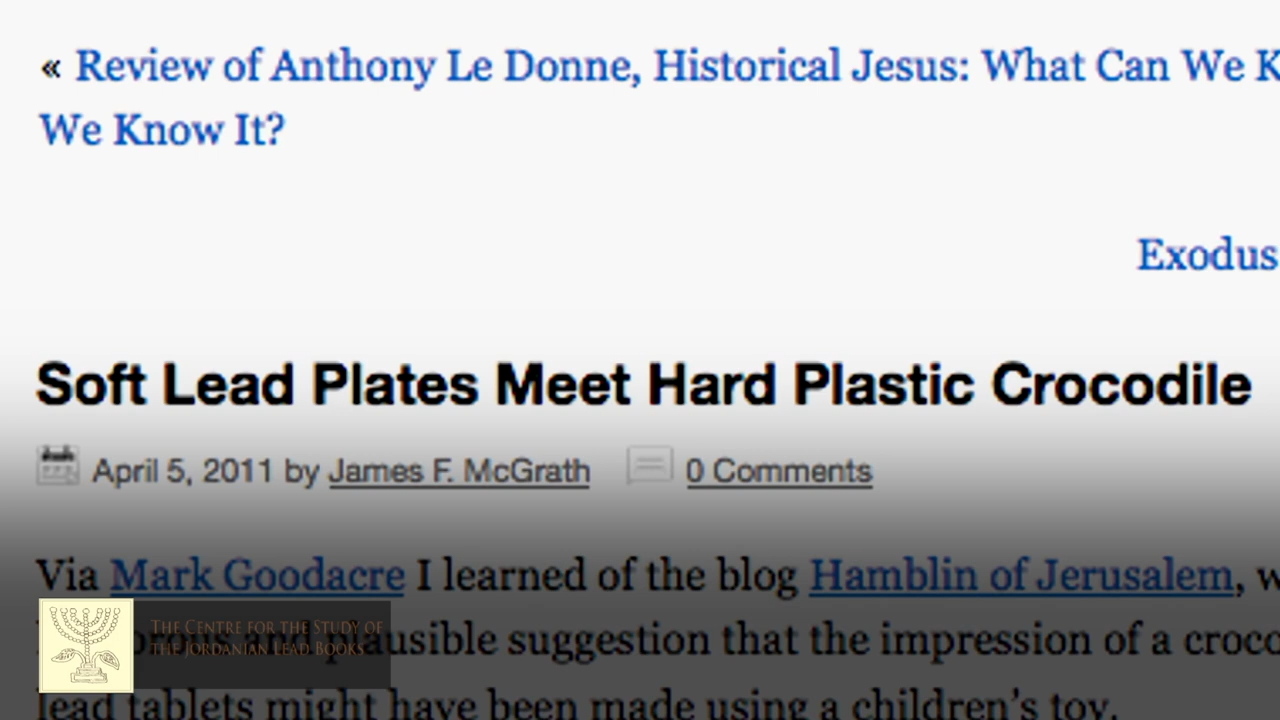 « Review of Anthony Le Donne, Historical Jesus: What Can We
We Know It?
Exodus
Soft Lead Plates Meet Hard Plastic Crocodile
April 5, 2011 by James F. McGrath 0 Comments
Via Mark Goodacre I learned of the blog Hamblin of Jerusalem,
and plausible suggestion that the impression of a
THE CENTRE FOR THE STUDY OF
THE JORDANIAN LEAD BOOKS
lead tablets might have been made using a children's toy.